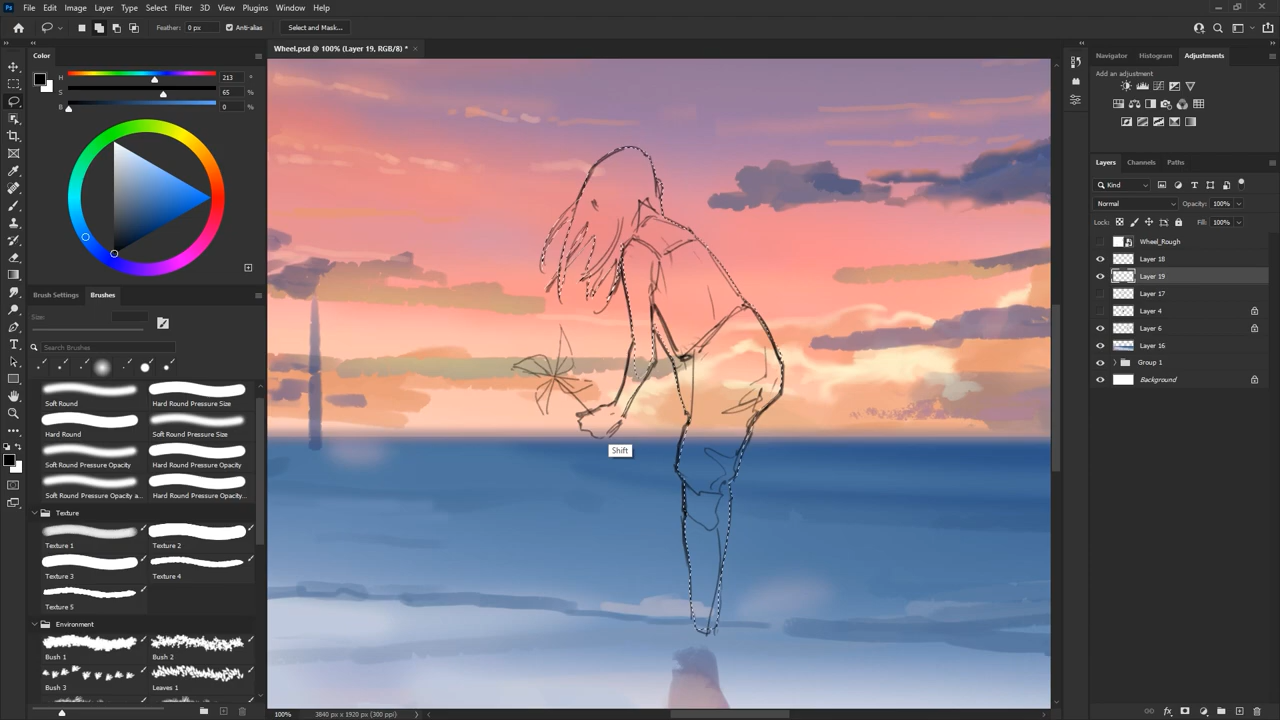 Ps File Edit Image Layer Type Select Filter 3D View Plugins Window Help
Feather: 0 px Anti-alias Select and Mask...
Wheel.psd @ 100% (Layer 19, RGB/8) *
Color
H 213 °
S 65 %
B 0 %
Brush Settings Brushes
Size:
Search Brushes
Soft Round Hard Round Pressure Size
Hard Round Soft Round Pressure Size
Soft Round Pressure Opacity Hard Round Pressure Opacity
Soft Round Pressure Opacity a... Hard Round Pressure Opacity...
Texture
Texture 1 Texture 2
Texture 3 Texture 4
Texture 5
Environment
Bush 1 Bush 2
Bush 3 Leaves 1
Shift
100% 3840 px x 1920 px (300 ppi)
Navigator Histogram Adjustments
Add an adjustment
Layers Channels Paths
Kind
Normal Opacity: 100%
Lock: Fill: 100%
Wheel_Rough
Layer 18
Layer 19
Layer 17
Layer 4
Layer 6
Layer 16
Group 1
Background
fx